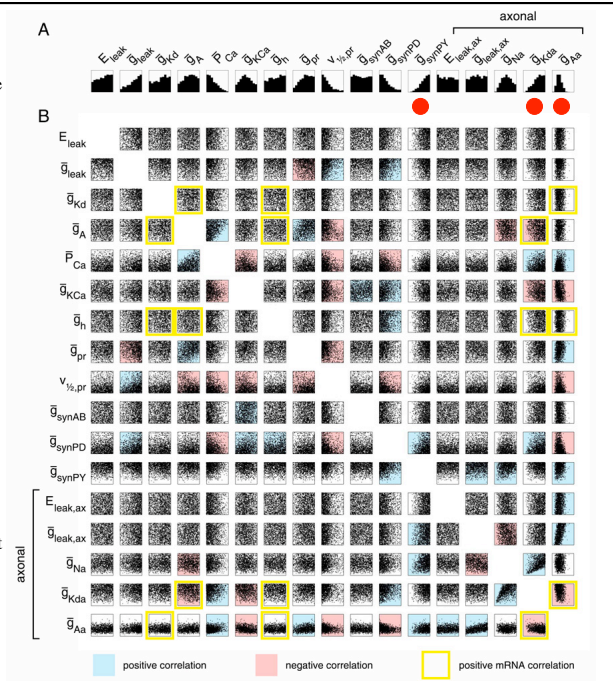 axonal
A
E leak
ḡ leak
ḡ Kd
ḡ A
P̄ Ca
ḡ KCa
ḡ h
ḡ pr
v ½,pr
ḡ synAB
ḡ synPD
ḡ synPY
E leak,ax
ḡ leak,ax
ḡ Na
ḡ Kda
ḡ Aa
B
E leak
ḡ leak
ḡ Kd
ḡ A
P̄ Ca
ḡ KCa
ḡ h
ḡ pr
v ½,pr
ḡ synAB
ḡ synPD
ḡ synPY
axonal
E leak,ax
ḡ leak,ax
ḡ Na
ḡ Kda
ḡ Aa
positive correlation negative correlation positive mRNA correlation